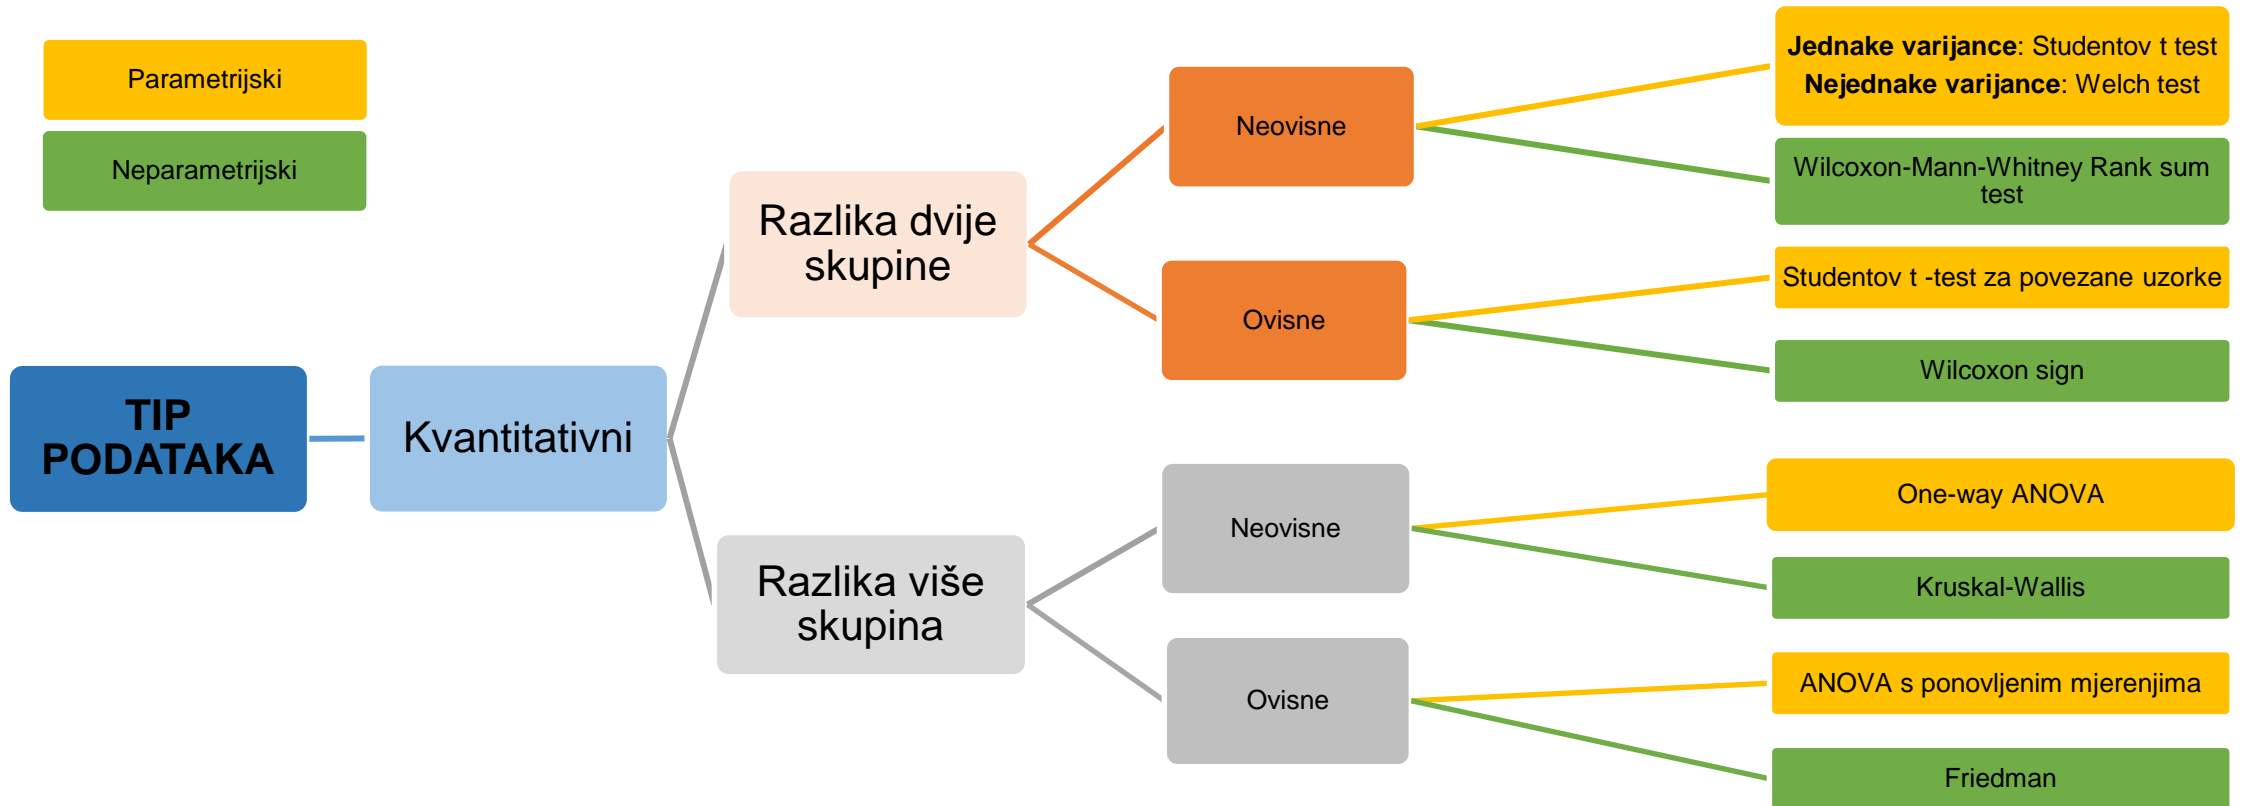 Parametrijski
Neparametrijski
TIP
PODATAKA
Kvantitativni
Razlika dvije
skupine
Neovisne
Jednake varijance: Studentov t test
Nejednake varijance: Welch test
Wilcoxon-Mann-Whitney Rank sum
test
Ovisne
Studentov t -test za povezane uzorke
Wilcoxon sign
Razlika više
skupina
Neovisne
One-way ANOVA
Kruskal-Wallis
Ovisne
ANOVA s ponovljenim mjerenjima
Friedman